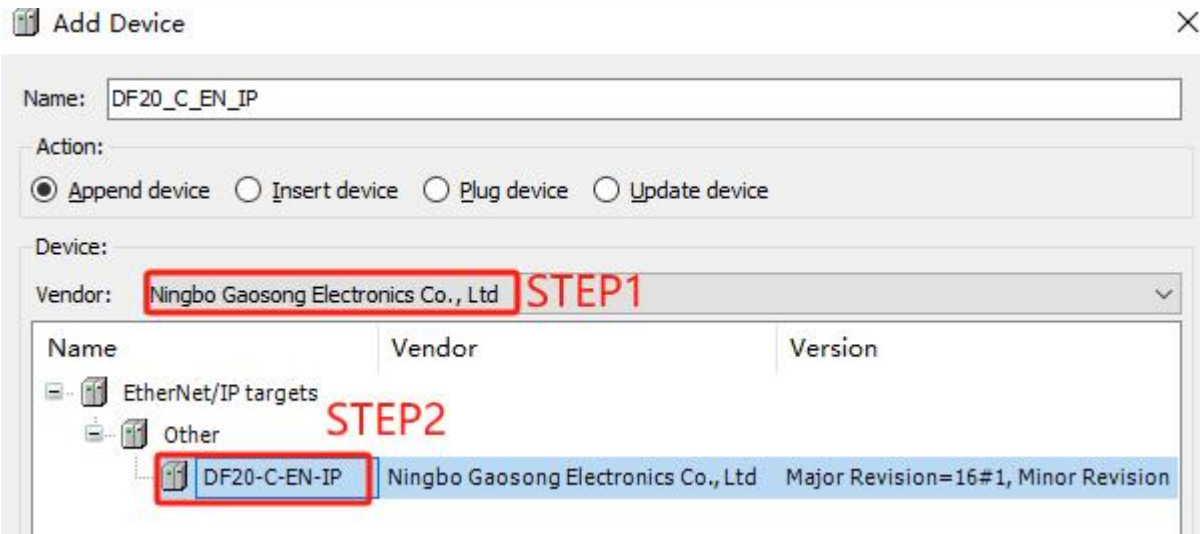 Add Device
Name: DF20_C_EN_IP
Action:
Append device Insert device Plug device Update device
Device:
Vendor: Ningbo Gaosong Electronics Co., Ltd STEP1
Name Vendor Version
EtherNet/IP targets
Other STEP2
DF20-C-EN-IP Ningbo Gaosong Electronics Co., Ltd Major Revision=16#1, Minor Revision